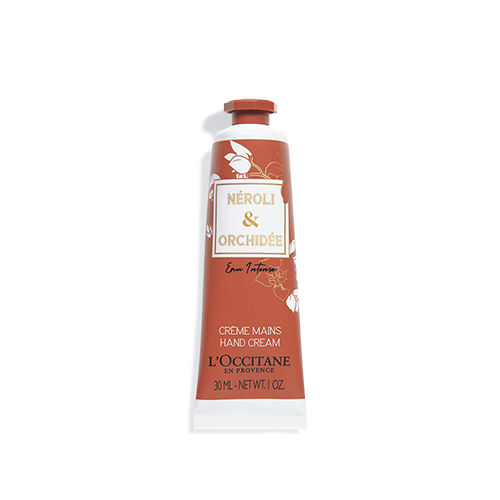 NÉROLI
&
ORCHIDÉE
Eau Intense
CRÈME MAINS
HAND CREAM
L'OCCITANE
EN PROVENCE
30 ML - NET WT. 1 OZ.